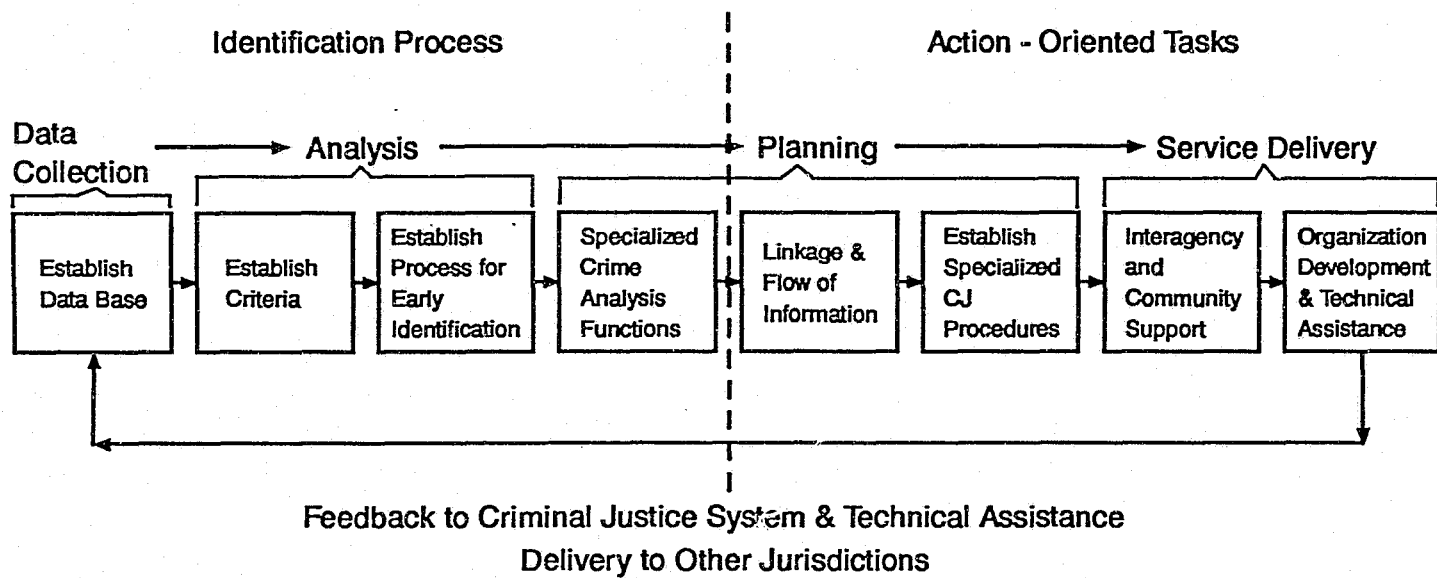 Identification Process
Action - Oriented Tasks
Data
Collection
Analysis
Planning
Service Delivery
Establish
Data Base
Establish
Criteria
Establish
Process for
Early
Identification
Specialized
Crime
Analysis
Functions
Linkage &
Flow of
Information
Establish
Specialized
CJ
Procedures
Interagency
and
Community
Support
Organization
Development
& Technical
Assistance
Feedback to Criminal Justice System & Technical Assistance
Delivery to Other Jurisdictions